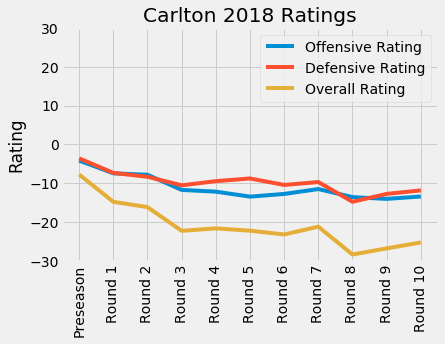 Carlton 2018 Ratings
Offensive Rating
Defensive Rating
Overall Rating
Rating
30
20
10
0
−10
−20
−30
Preseason
Round 1
Round 2
Round 3
Round 4
Round 5
Round 6
Round 7
Round 8
Round 9
Round 10